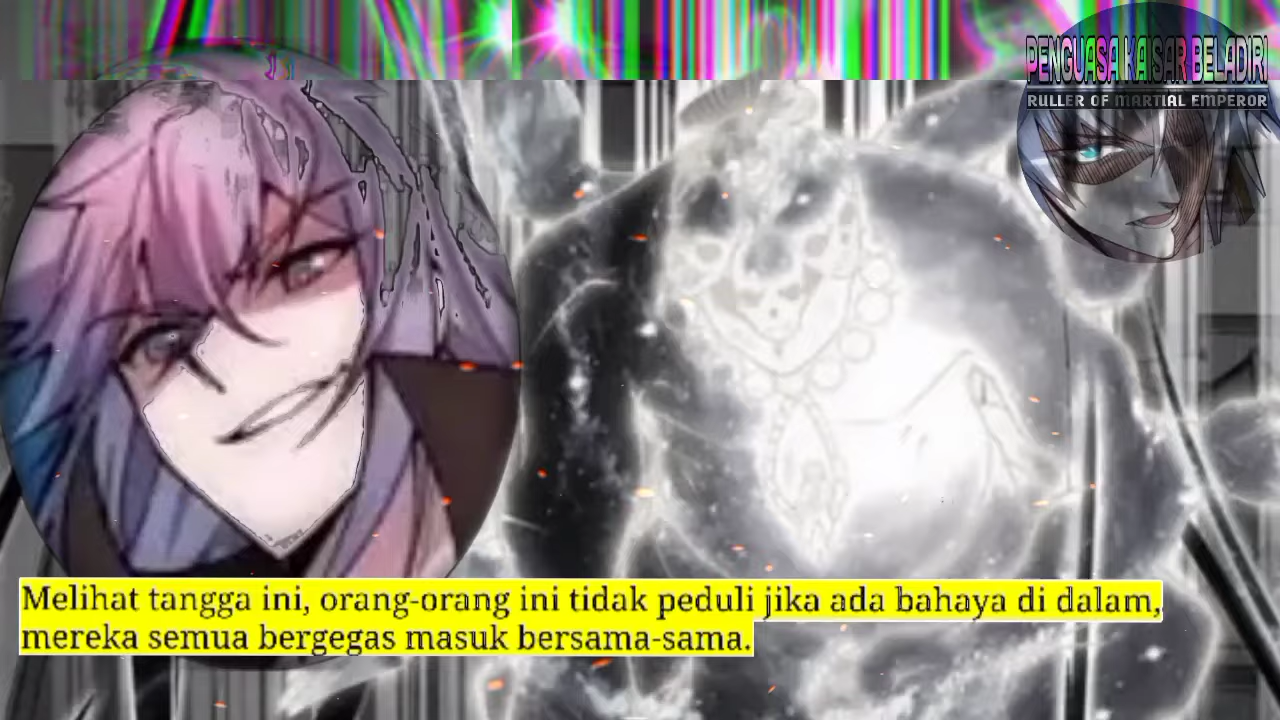 PENGUASA KAISAR BELADIRI
RULLER OF MARTIAL EMPEROR
Melihat tangga ini, orang-orang ini tidak peduli jika ada bahaya di dalam,
mereka semua bergegas masuk bersama-sama.